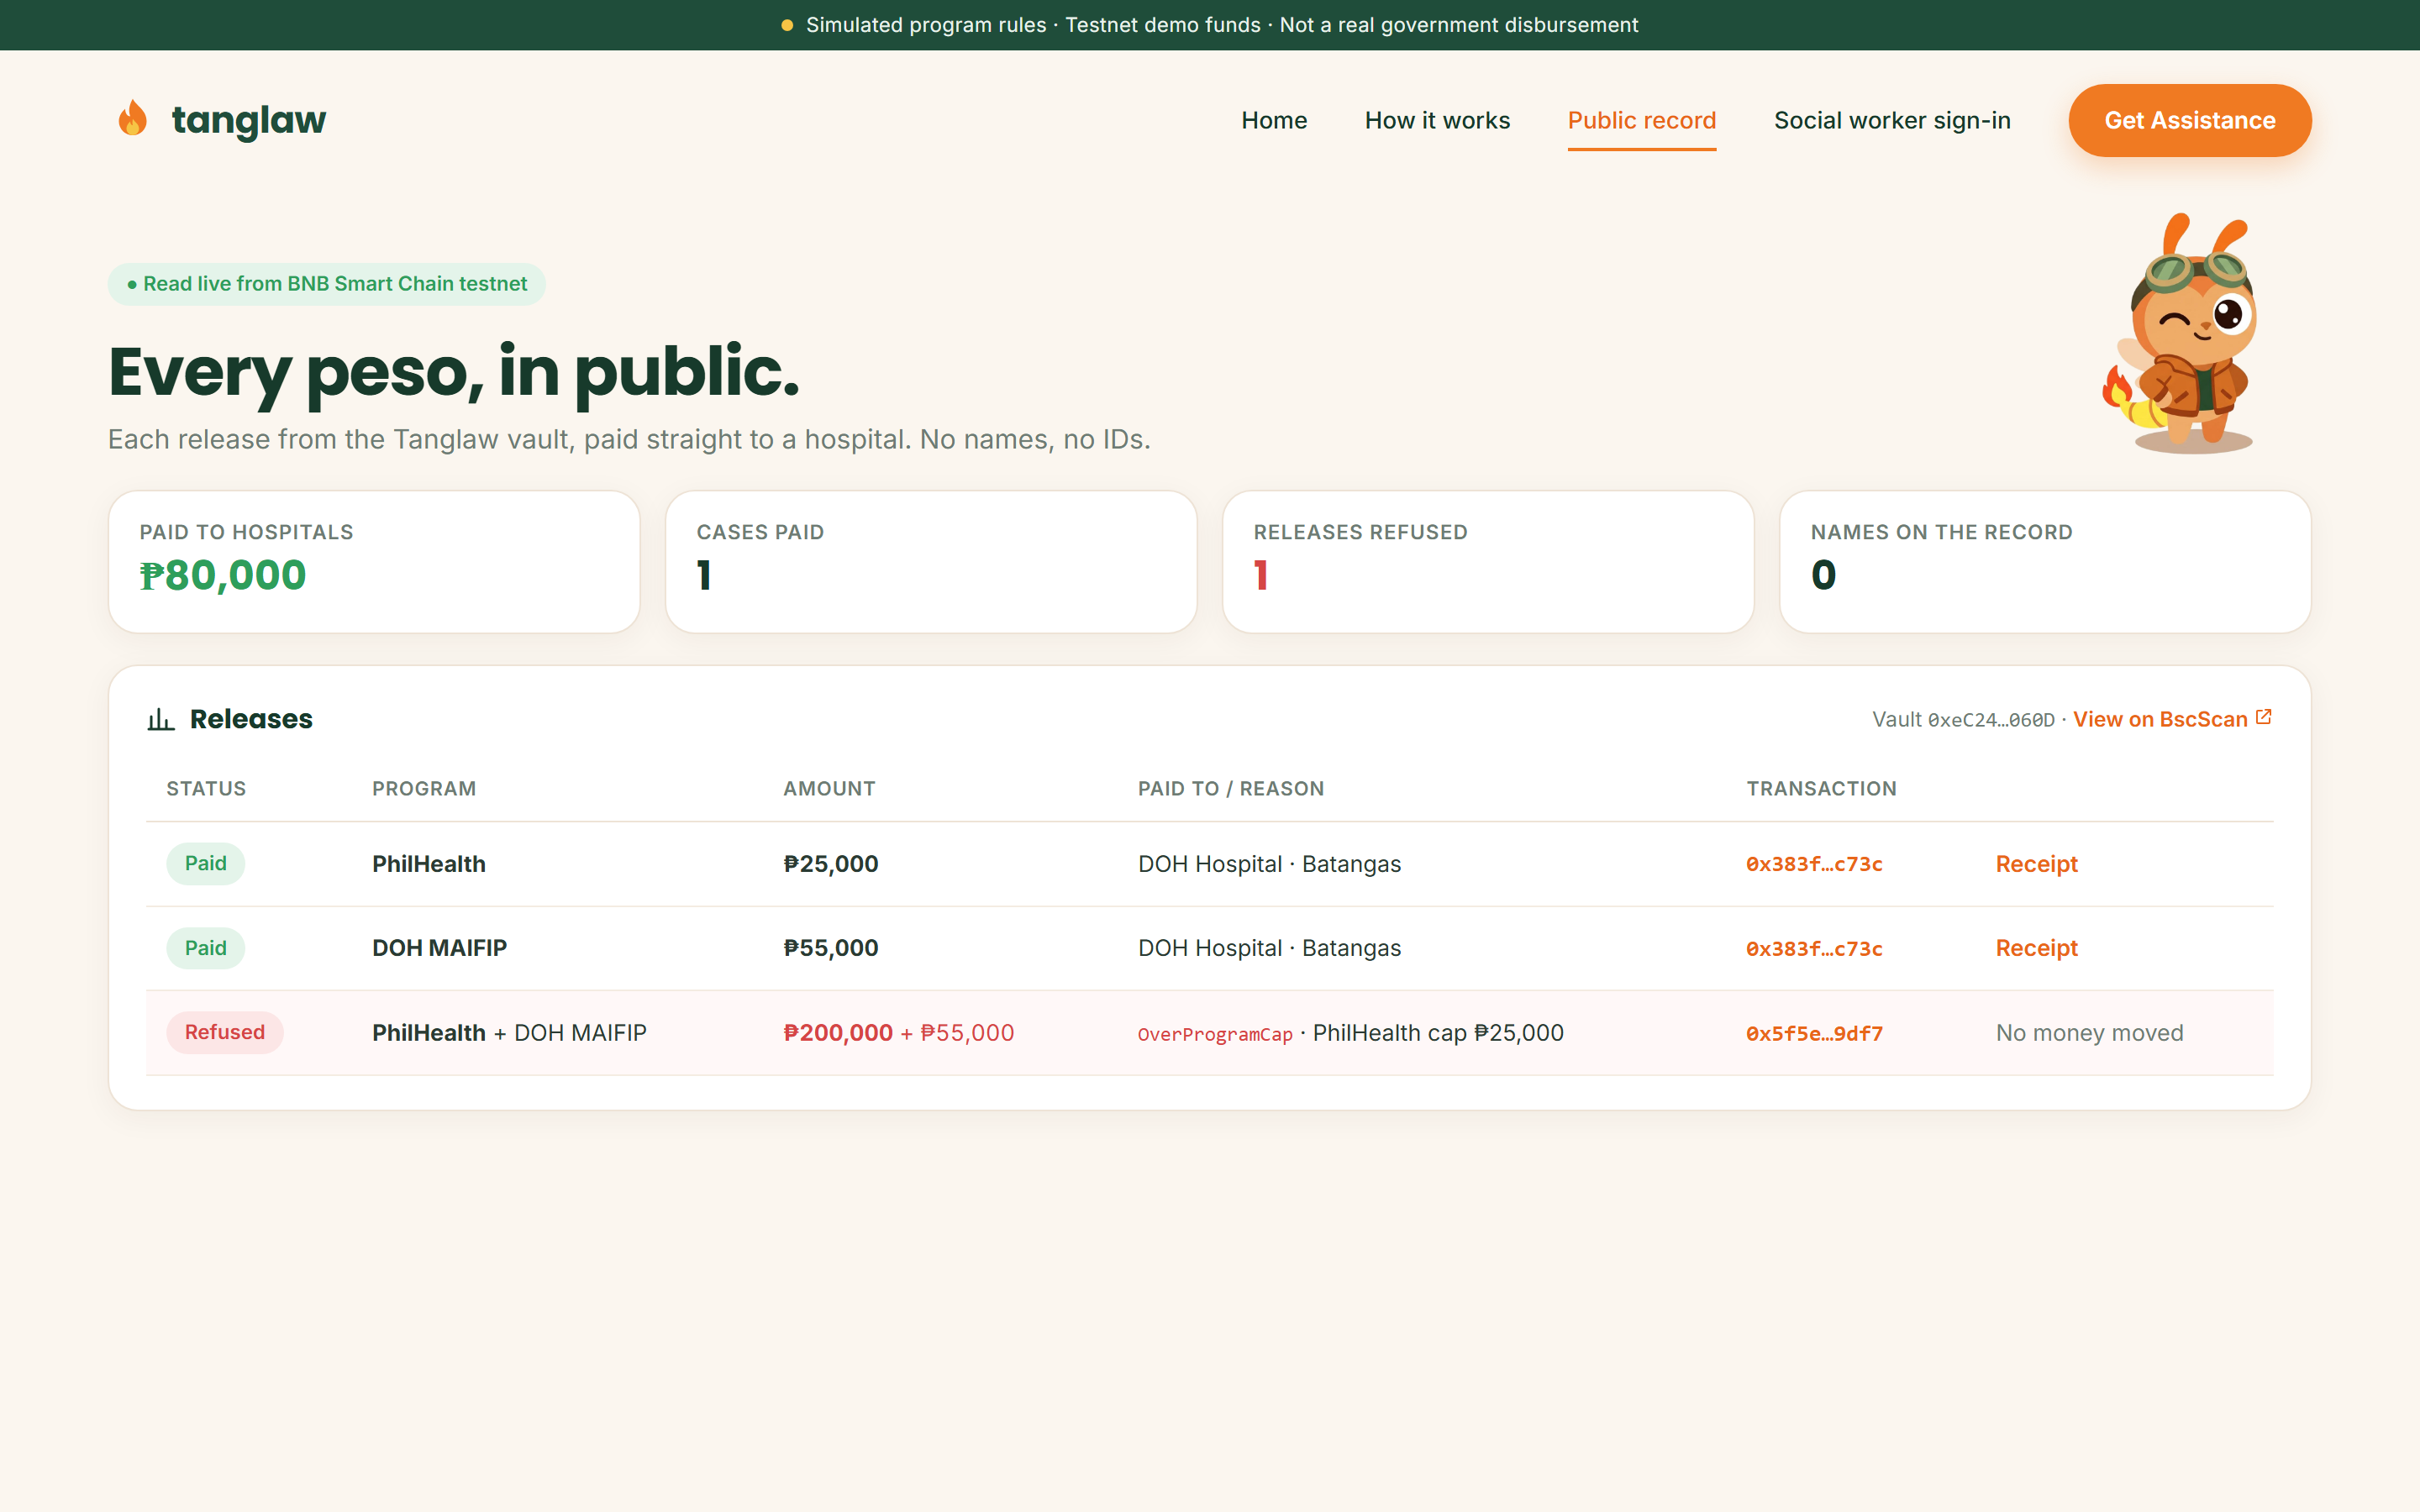 Simulated program rules · Testnet demo funds · Not a real government disbursement
tanglaw
Home How it works Public record Social worker sign-in Get Assistance
Read live from BNB Smart Chain testnet
Every peso, in public.
Each release from the Tanglaw vault, paid straight to a hospital. No names, no IDs.
PAID TO HOSPITALS
₱80,000
CASES PAID
1
RELEASES REFUSED
1
NAMES ON THE RECORD
0
Releases
Vault 0xeC24…060D · View on BscScan
STATUS PROGRAM AMOUNT PAID TO / REASON TRANSACTION
Paid PhilHealth ₱25,000 DOH Hospital · Batangas 0x383f…c73c Receipt
Paid DOH MAIFIP ₱55,000 DOH Hospital · Batangas 0x383f…c73c Receipt
Refused PhilHealth + DOH MAIFIP ₱200,000 + ₱55,000 OverProgramCap · PhilHealth cap ₱25,000 0x5f5e…9df7 No money moved